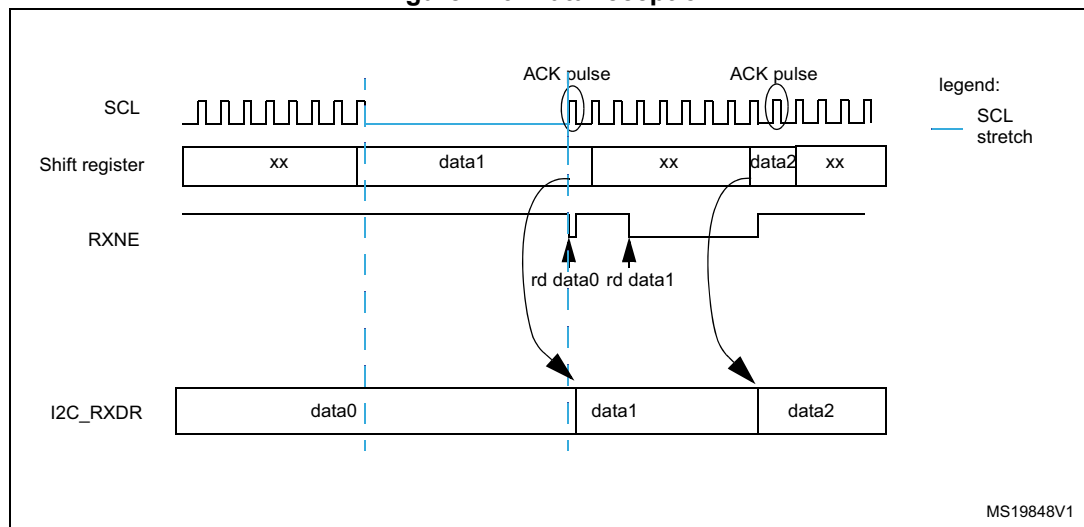 ACK pulse ACK pulse
legend:
SCL
SCL
stretch
Shift register xx data1 xx data2 xx
RXNE
rd data0 rd data1
I2C_RXDR data0 data1 data2
MS19848V1